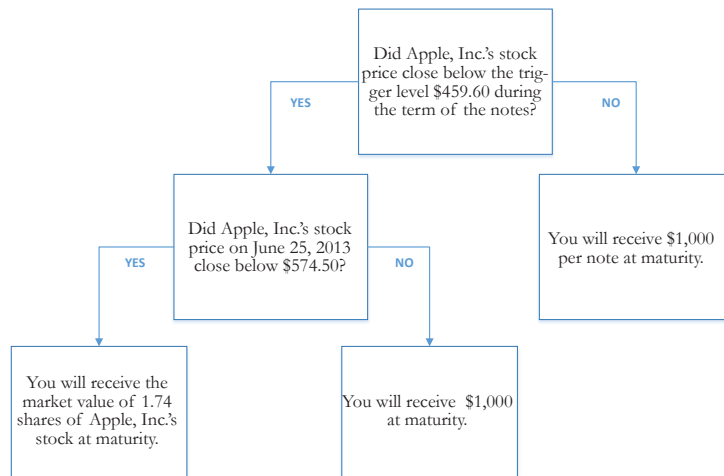 Did Apple, Inc.'s stock
price close below the trig-
ger level $459.60 during
the term of the notes?
YES
NO
Did Apple, Inc.'s stock
price on June 25, 2013
close below $574.50?
You will receive $1,000
per note at maturity.
YES
NO
You will receive the
market value of 1.74
shares of Apple, Inc.'s
stock at maturity.
You will receive $1,000
at maturity.